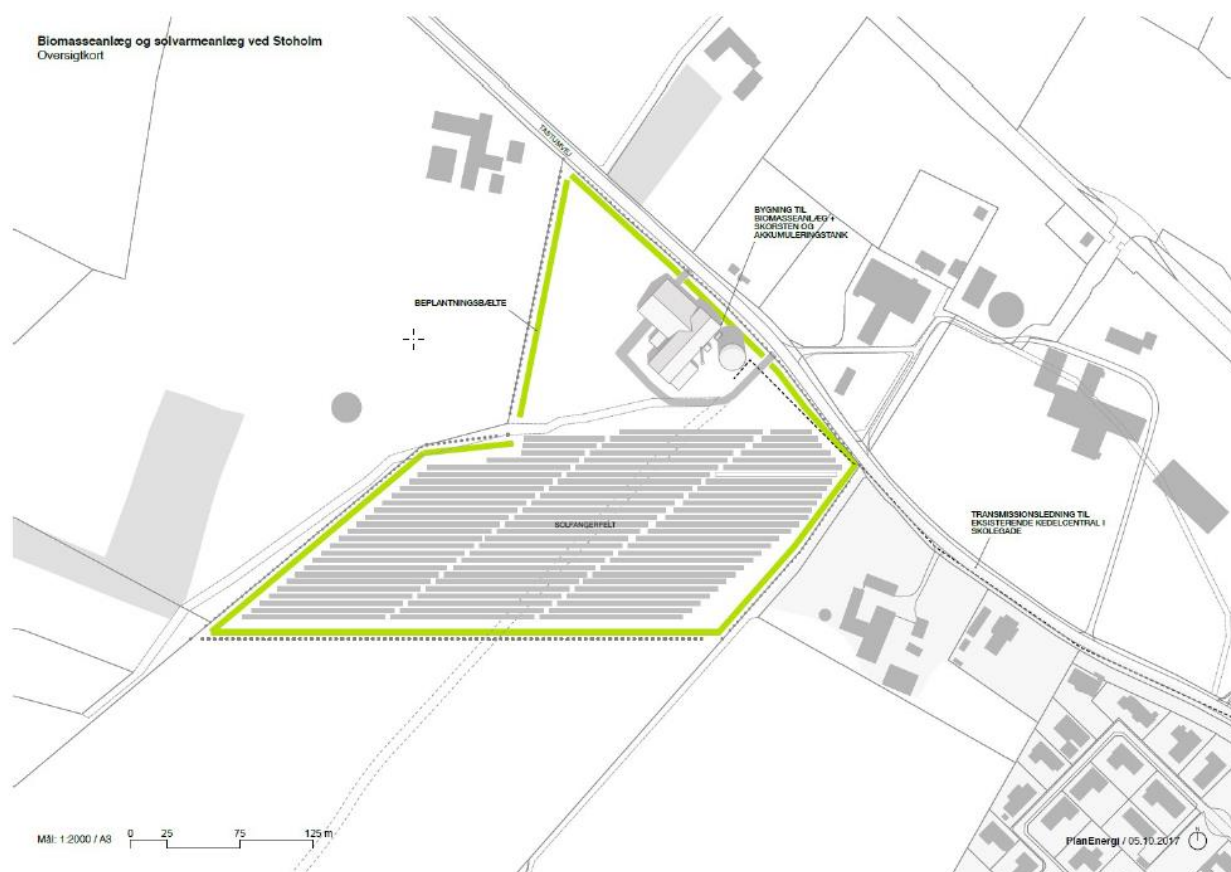 Biomasseanlæg og solvarmeanlæg ved Stoholm
Oversigtkort
TASTUMVEJ
BYGNING TIL
BIOMASSEANLÆG +
SKORSTEN OG
AKKUMULERINGSTANK
BEPLANTNINGSBÆLTE
SOLFANGERFELT
TRANSMISSIONSLEDNING TIL
EKSISTERENDE KEDELCENTRAL I
SKOLEGADE
Mål: 1:2000 / A3
0 25 75 125 m
PlanEnergi / 05.10.2017
N